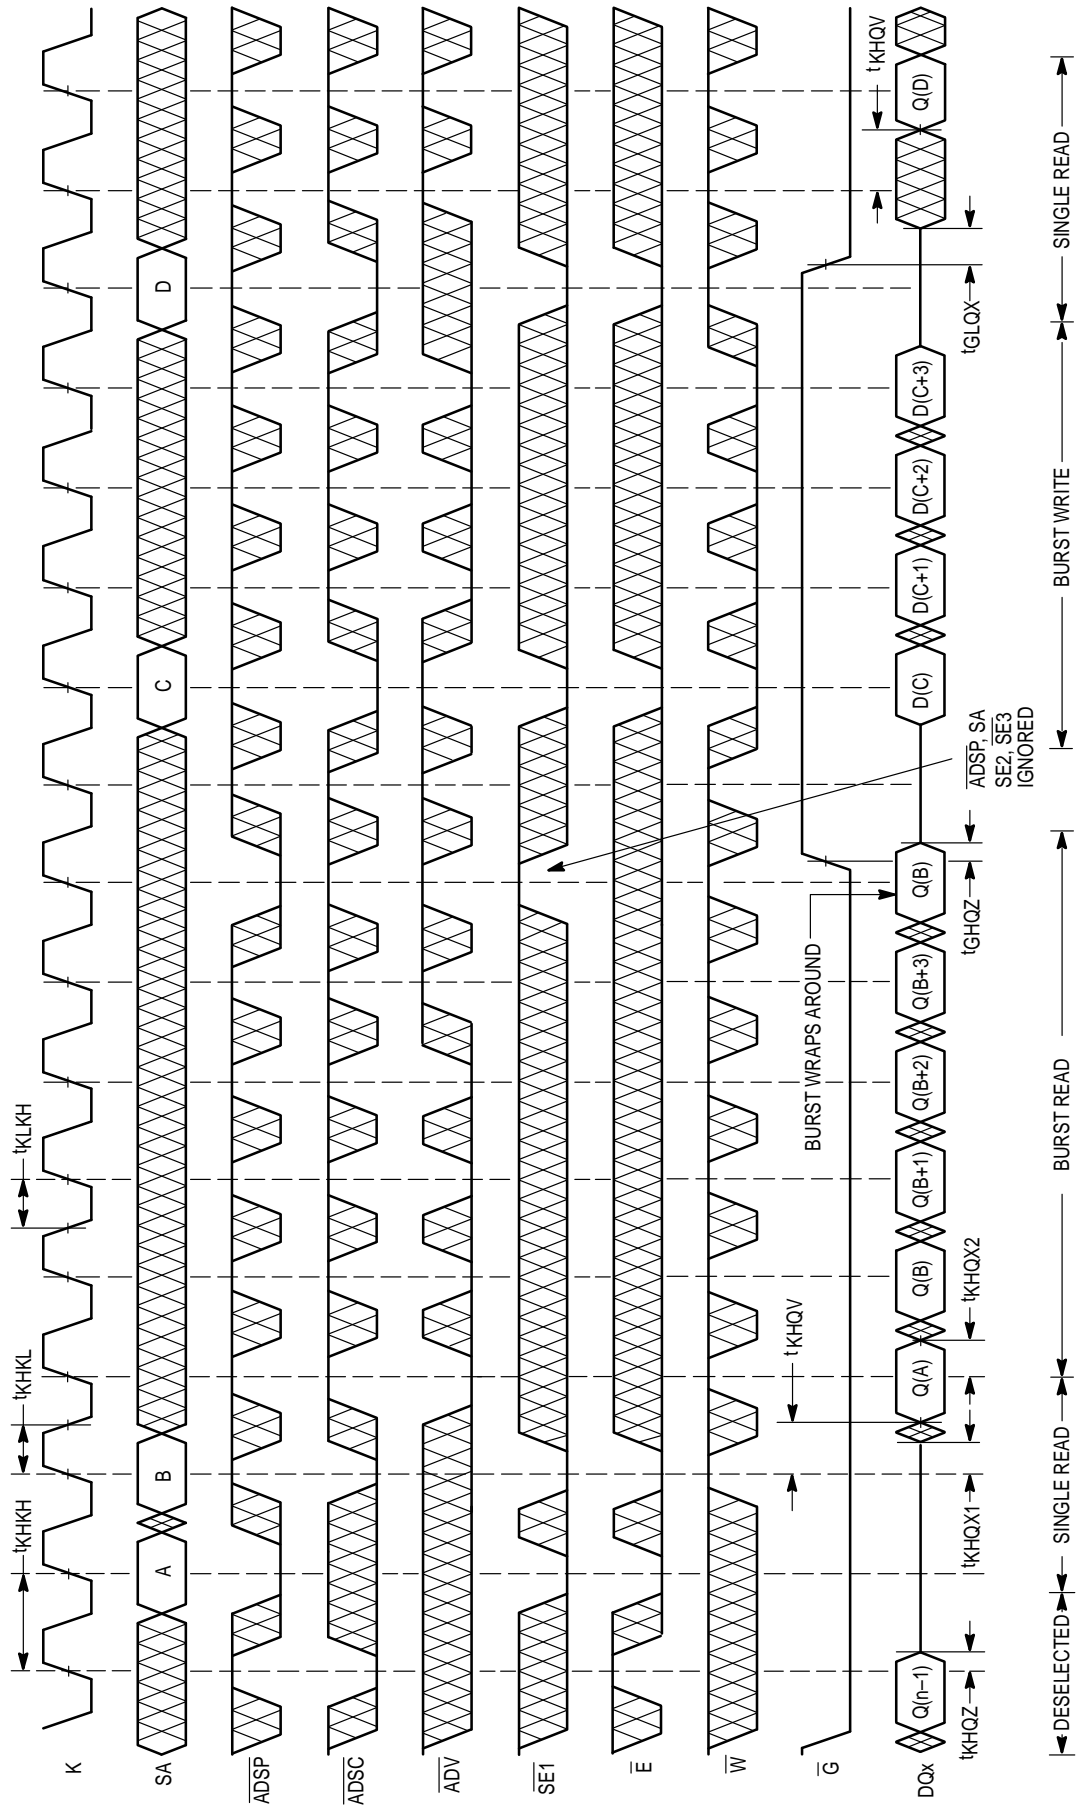 tKHKH
tKHKL
tKLKH
K
SA
A
B
C
D
ADSP
ADSC
ADV
SE1
E
W
G
tKHQV
BURST WRAPS AROUND
tKHQV
DQx
Q(n–1)
Q(A)
Q(B)
Q(B+1)
Q(B+2)
Q(B+3)
Q(B)
D(C)
D(C+1)
D(C+2)
D(C+3)
Q(D)
tKHQZ
tKHQX1
tKHQX2
tGHQZ
ADSP, SA
SE2, SE3
IGNORED
tGLQX
DESELECTED
SINGLE READ
BURST READ
BURST WRITE
SINGLE READ